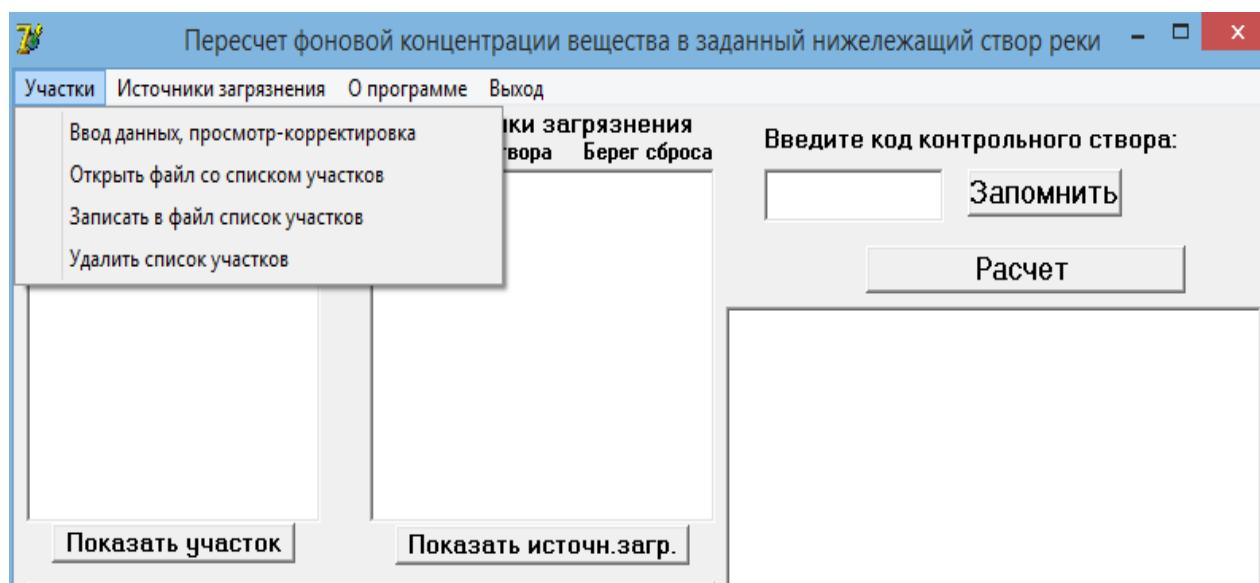 Пересчет фоновой концентрации вещества в заданный нижележащий створ реки
Участки Источники загрязнения О программе Выход
Ввод данных, просмотр-корректировка
Открыть файл со списком участков
Записать в файл список участков
Удалить список участков
загрязнения
Берег сброса
Введите код контрольного створа:
Запомнить
Расчет
Показать участок
Показать источн.загр.